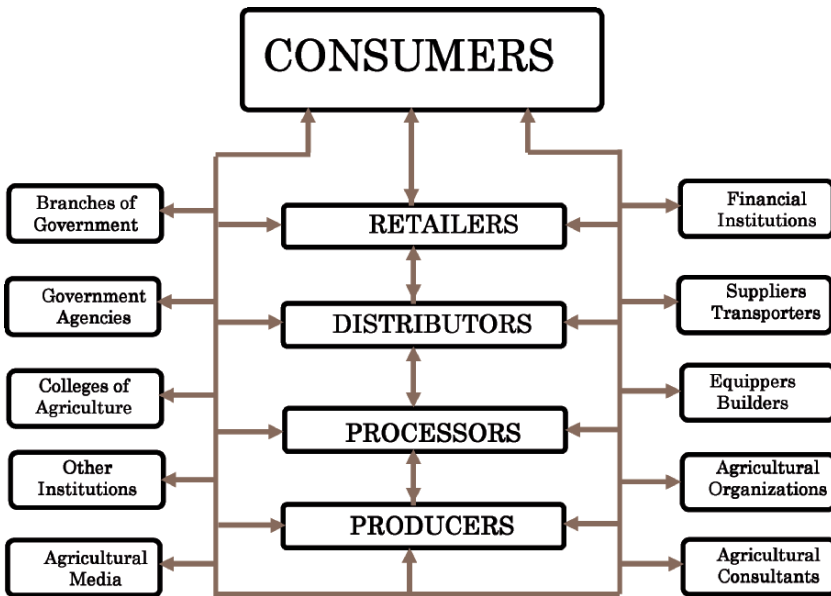 CONSUMERS
Branches of
Government
RETAILERS
Financial
Institutions
Government
Agencies
DISTRIBUTORS
Suppliers
Transporters
Colleges of
Agriculture
PROCESSORS
Equippers
Builders
Other
Institutions
Agricultural
Organizations
Agricultural
Media
PRODUCERS
Agricultural
Consultants